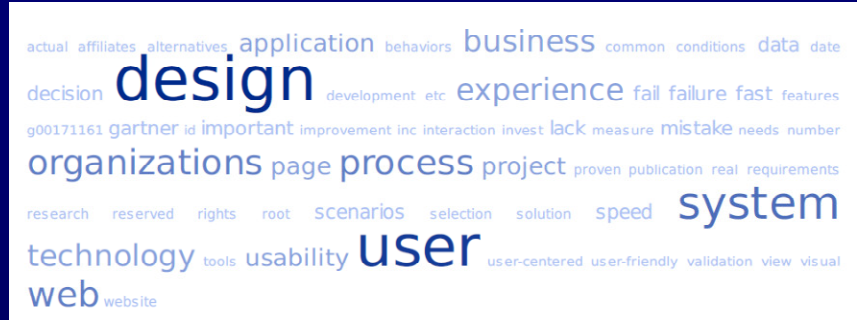 actual affiliates alternatives application behaviors business common conditions data date
decision design development etc experience fail failure fast features
g00171161 gartner id important improvement inc interaction invest lack measure mistake needs number
organizations page process project proven publication real requirements
research reserved rights root scenarios selection solution speed system
technology tools usability user user-centered user-friendly validation view visual
web website